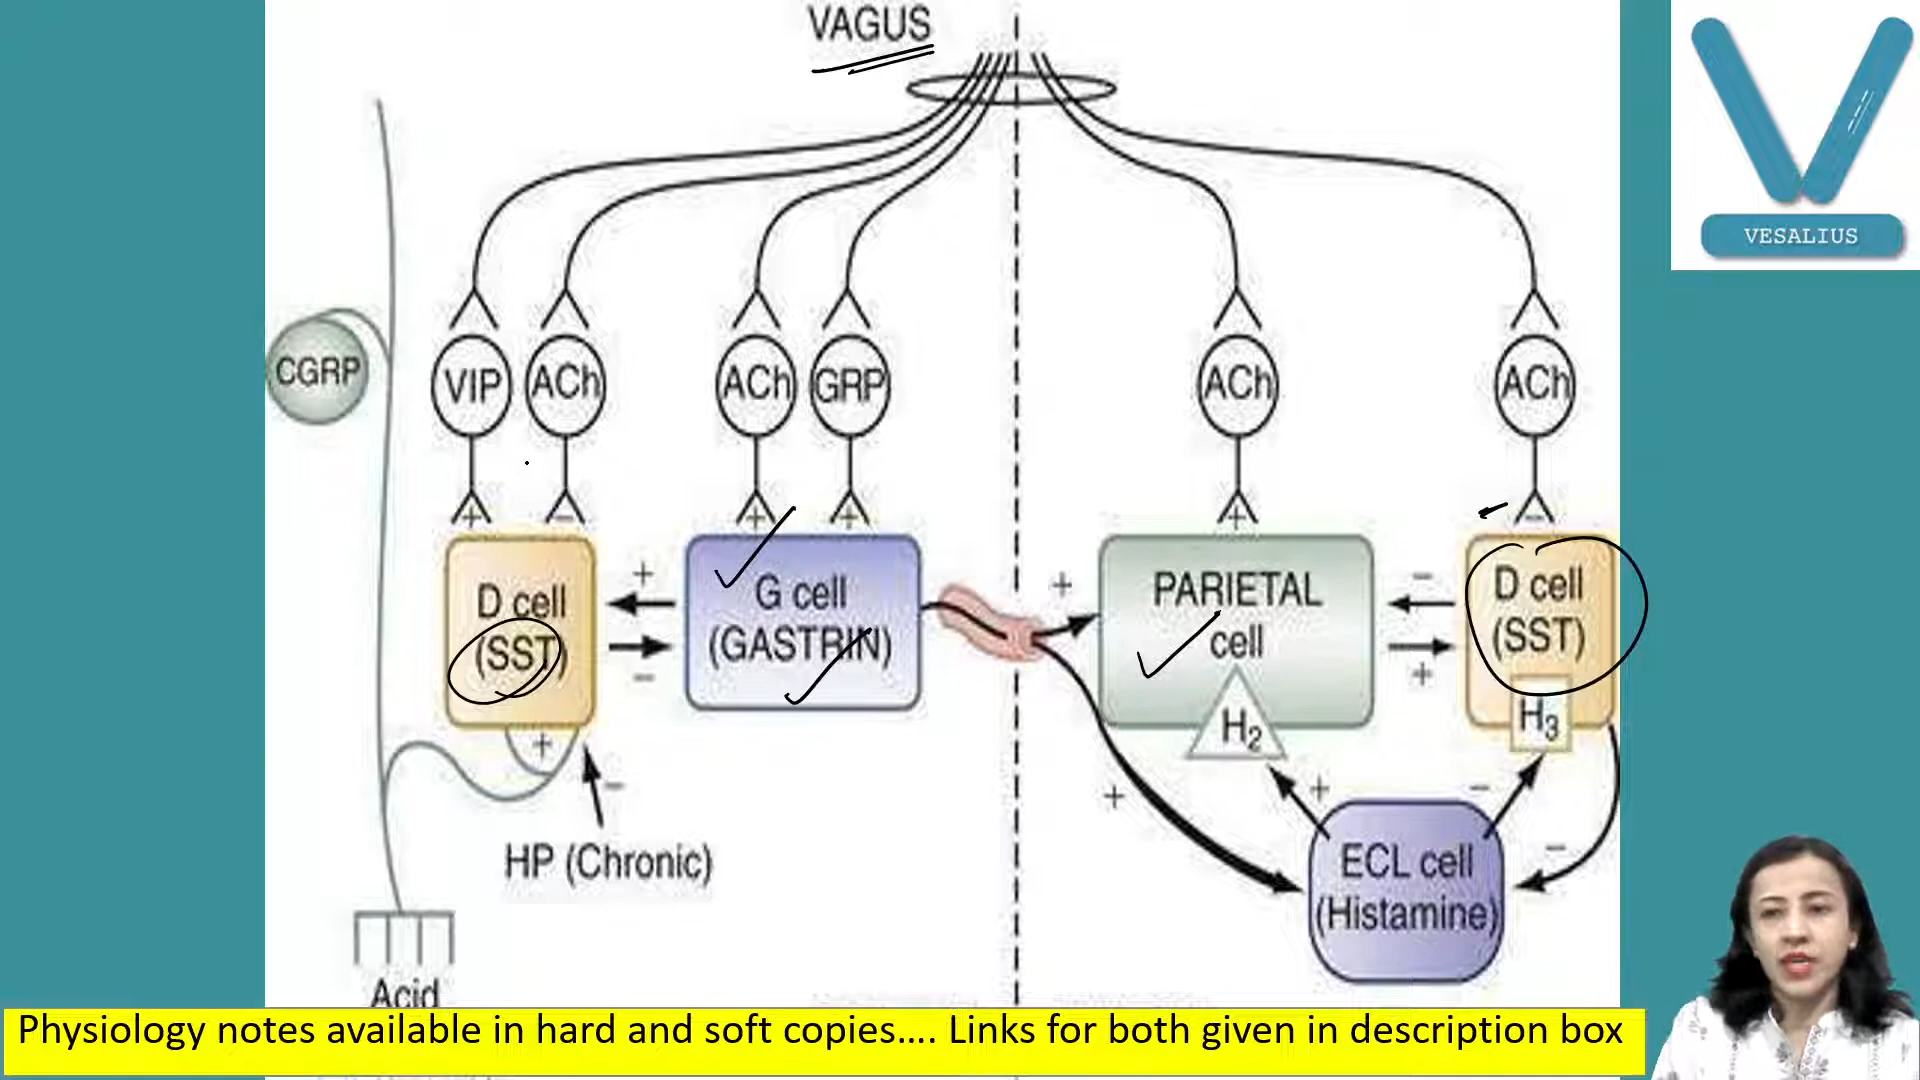 VAGUS
VESALIUS
CGRP
VIP
ACh
ACh
GRP
ACh
ACh
+
-
+
+
+
-
D cell
(SST)
+
-
G cell
(GASTRIN)
+
PARIETAL
cell
-
+
D cell
(SST)
H2
H3
+
-
HP (Chronic)
+
+
-
-
ECL cell
(Histamine)
Acid
Physiology notes available in hard and soft copies.... Links for both given in description box